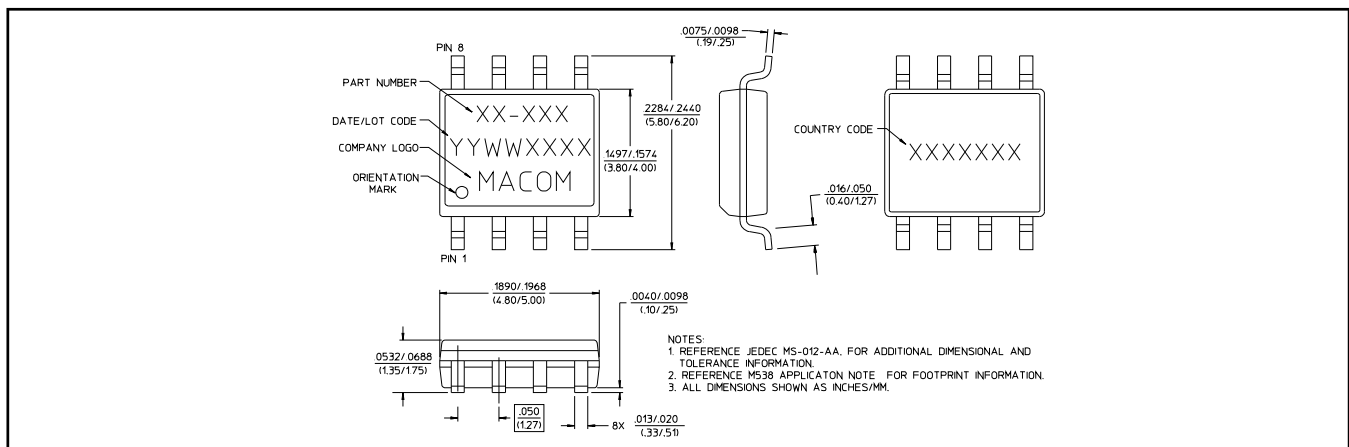 PIN 8
PART NUMBER
XX-XXX
DATE/LOT CODE
YYWWXXXX
COMPANY LOGO
MACOM
ORIENTATION
MARK
PIN 1
.2284/.2440
(5.80/6.20)
.1497/.1574
(3.80/4.00)
.0075/.0098
(.19/.25)
.016/.050
(0.40/1.27)
COUNTRY CODE
XXXXXXX
.1890/.1968
(4.80/5.00)
.0040/.0098
(.10/.25)
.0532/.0688
(1.35/1.75)
.050
(1.27)
8X .013/.020
(.33/.51)
NOTES:
1. REFERENCE JEDEC MS-012-AA, FOR ADDITIONAL DIMENSIONAL AND
TOLERANCE INFORMATION.
2. REFERENCE M538 APPLICATON NOTE FOR FOOTPRINT INFORMATION.
3. ALL DIMENSIONS SHOWN AS INCHES/MM.